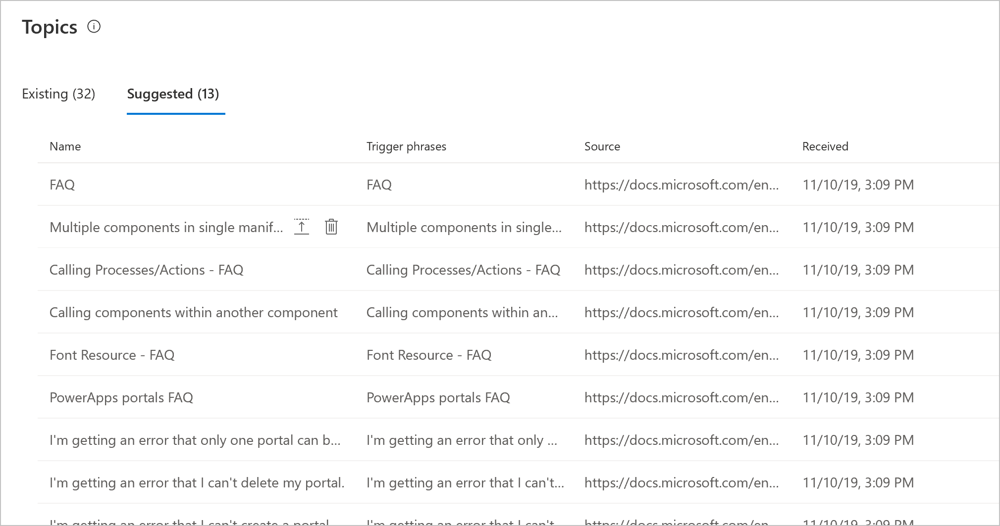 Topics
Existing (32) Suggested (13)
Name Trigger phrases Source Received
FAQ FAQ https://docs.microsoft.com/en... 11/10/19, 3:09 PM
Multiple components in single manif... Multiple components in single... https://docs.microsoft.com/en... 11/10/19, 3:09 PM
Calling Processes/Actions - FAQ Calling Processes/Actions - FAQ https://docs.microsoft.com/en... 11/10/19, 3:09 PM
Calling components within another component Calling components within an... https://docs.microsoft.com/en... 11/10/19, 3:09 PM
Font Resource - FAQ Font Resource - FAQ https://docs.microsoft.com/en... 11/10/19, 3:09 PM
PowerApps portals FAQ PowerApps portals FAQ https://docs.microsoft.com/en... 11/10/19, 3:09 PM
I'm getting an error that only one portal can b... I'm getting an error that only ... https://docs.microsoft.com/en... 11/10/19, 3:09 PM
I'm getting an error that I can't delete my portal. I'm getting an error that I can't... https://docs.microsoft.com/en... 11/10/19, 3:09 PM
I'm getting an error that I can't create a portal I'm getting an error that I can't https://docs.microsoft.com/en 11/10/19, 3:09 PM